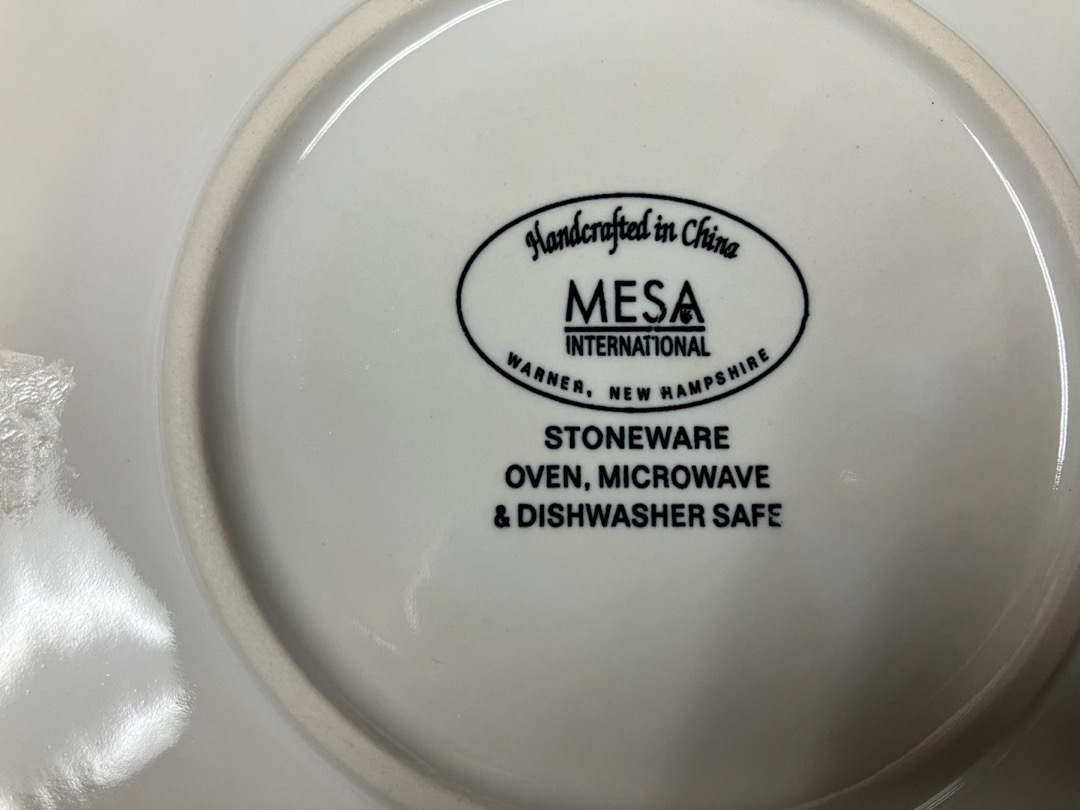 Handcrafted in China
MESA
INTERNATIONAL
WARNER, NEW HAMPSHIRE
STONEWARE
OVEN, MICROWAVE
& DISHWASHER SAFE